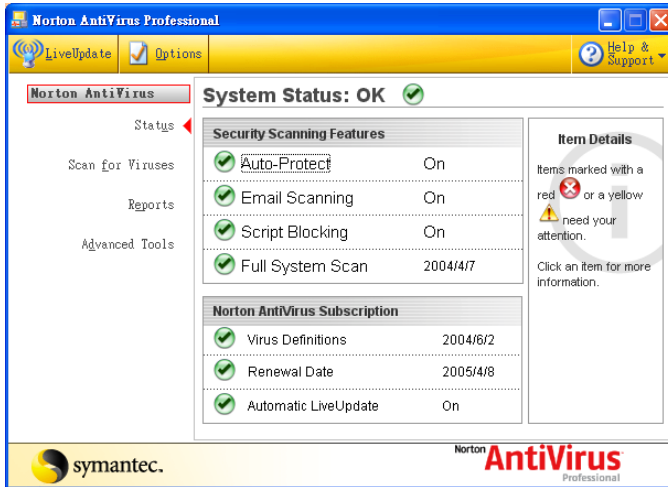 Norton AntiVirus Professional
LiveUpdate
Options
Help & Support
Norton AntiVirus
Status
Scan for Viruses
Reports
Advanced Tools
System Status: OK
Security Scanning Features
Auto-Protect On
Email Scanning On
Script Blocking On
Full System Scan 2004/4/7
Norton AntiVirus Subscription
Virus Definitions 2004/6/2
Renewal Date 2005/4/8
Automatic LiveUpdate On
Item Details
Items marked with a
red or a yellow
need your
attention.
Click an item for more
information.
symantec.
Norton AntiVirus
Professional